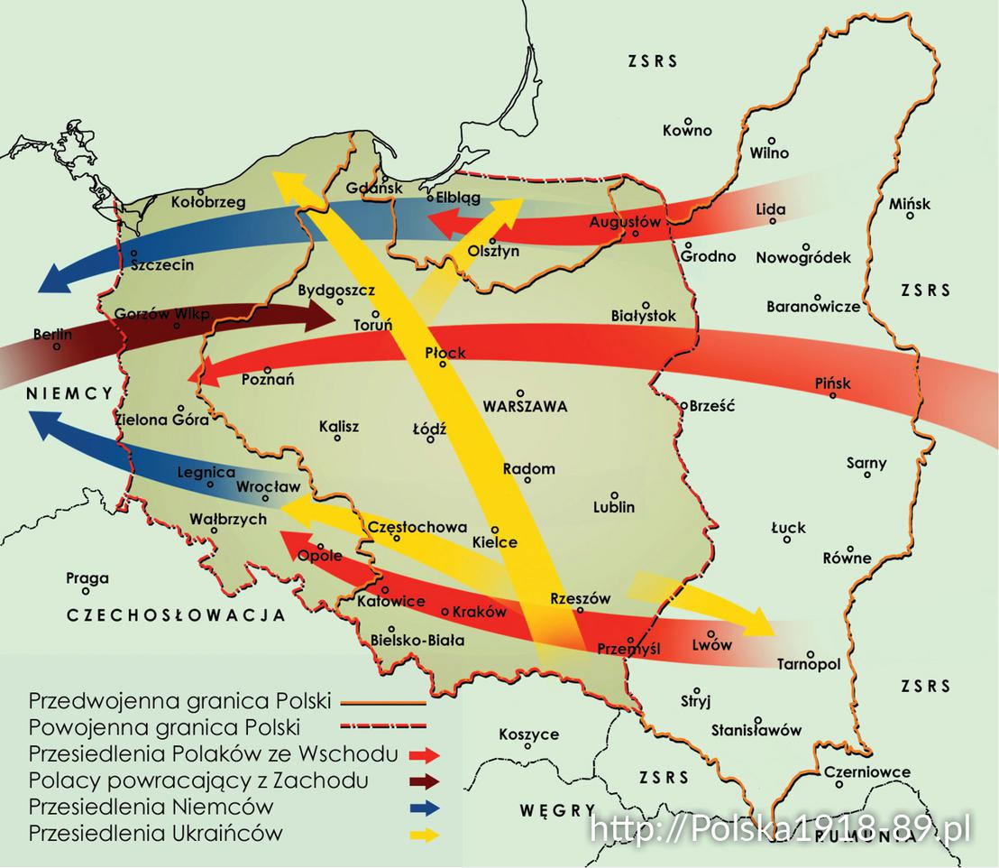 ZSRS
Kowno
Wilno
Kołobrzeg
Gdańsk
Elbląg
Augustów
Lida
Mińsk
Szczecin
Olsztyn
Grodno
Nowogródek
Bydgoszcz
ZSRS
Gorzów Wlkp.
Toruń
Białystok
Baranowicze
Berlin
Płock
Poznań
Pińsk
NIEMCY
WARSZAWA
Brześć
Zielona Góra
Kalisz
Łódź
Legnica
Wrocław
Radom
Sarny
Lublin
Wałbrzych
Częstochowa
Kielce
Łuck
Opole
Równe
Praga
Katowice
Kraków
Rzeszów
CZECHOSŁOWACJA
Bielsko-Biała
Przemyśl
Lwów
Tarnopol
ZSRS
Stryj
Stanisławów
Koszyce
ZSRS
Czerniowce
WĘGRY
RUMUNIA
Przedwojenna granica Polski
Powojenna granica Polski
Przesiedlenia Polaków ze Wschodu
Polacy powracający z Zachodu
Przesiedlenia Niemców
Przesiedlenia Ukraińców
http://Polska1918-89.pl